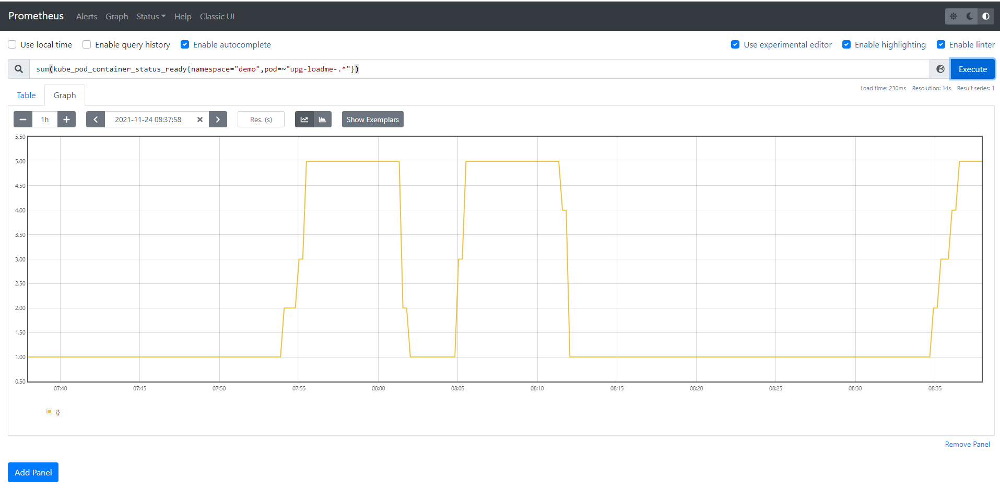 Prometheus Alerts Graph Status Help Classic UI
Use local time Enable query history Enable autocomplete Use experimental editor Enable highlighting Enable linter
sum(kube_pod_container_status_ready{namespace="demo",pod=~"upg-loadme-.*"}) Execute
Load time: 230ms Resolution: 14s Result series: 1
Table Graph
1h 2021-11-24 08:37:58 Res. (s) Show Exemplars
5.50
5.00
4.50
4.00
3.50
3.00
2.50
2.00
1.50
1.00
0.50
07:40 07:45 07:50 07:55 08:00 08:05 08:10 08:15 08:20 08:25 08:30 08:35
{}
Remove Panel
Add Panel